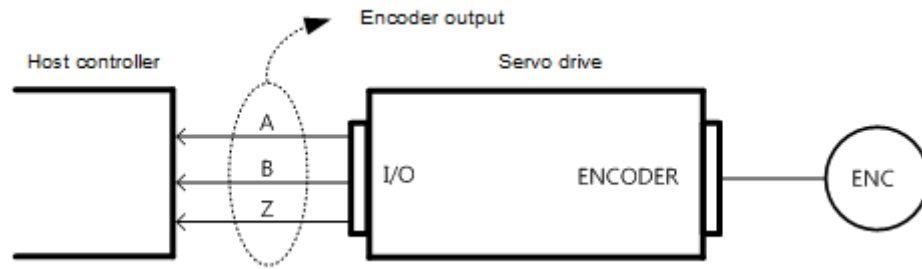 Encoder output
Host controller
Servo drive
A
B
Z
I/O
ENCODER
ENC